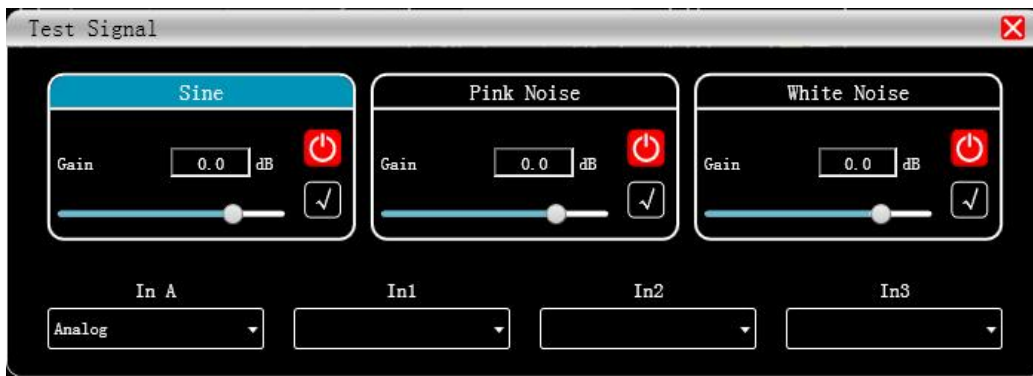 Test Signal
Sine Pink Noise White Noise
Gain 0.0 dB Gain 0.0 dB Gain 0.0 dB
In A In1 In2 In3
Analog